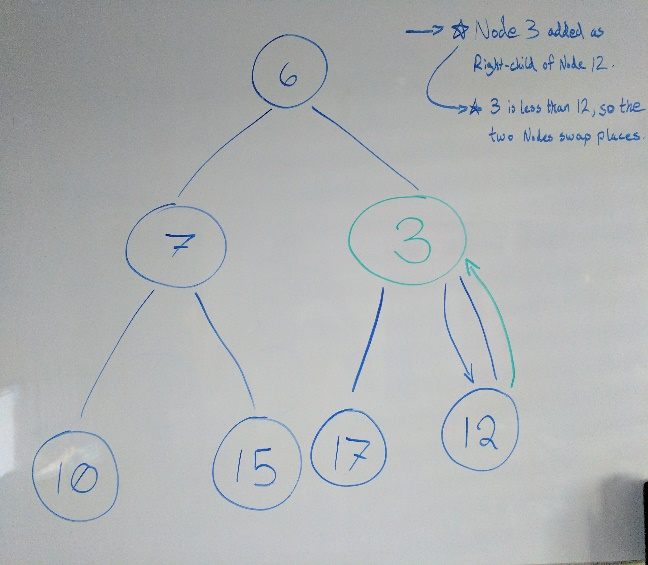 → ☆ Node 3 added as
Right-child of Node 12.
→ ☆ 3 is less than 12, so the
two Nodes swap places.
6
7
3
10
15
17
12